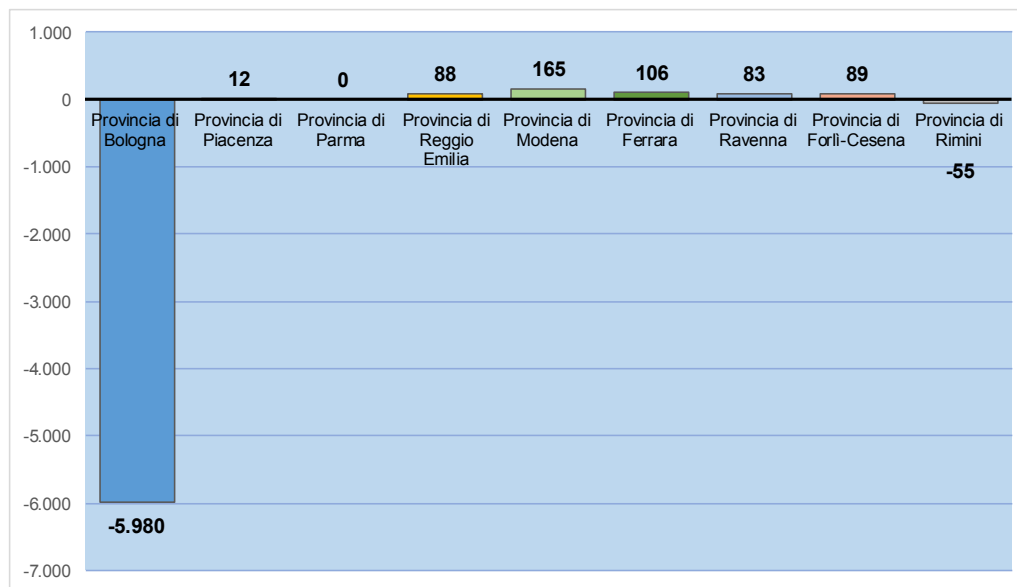 1.000
0
-1.000
-2.000
-3.000
-4.000
-5.000
-6.000
-7.000
12
0
88
165
106
83
89
Provincia di
Bologna
Provincia di
Piacenza
Provincia di
Parma
Provincia di
Reggio
Emilia
Provincia di
Modena
Provincia di
Ferrara
Provincia di
Ravenna
Provincia di
Forlì-Cesena
Provincia di
Rimini
-55
-5.980